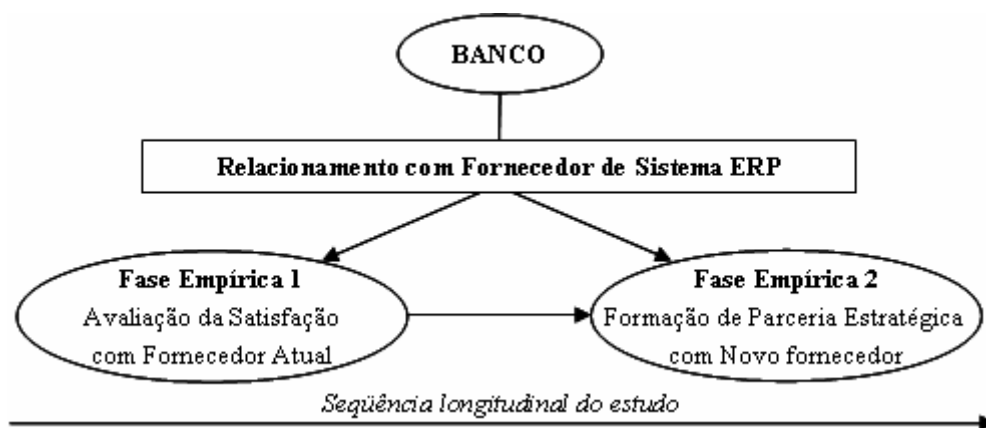 BANCO
Relacionamento com Fornecedor de Sistema ERP
Fase Empírica 1
Avaliação da Satisfação
com Fornecedor Atual
Fase Empírica 2
Formação de Parceria Estratégica
com Novo fornecedor
Seqüência longitudinal do estudo